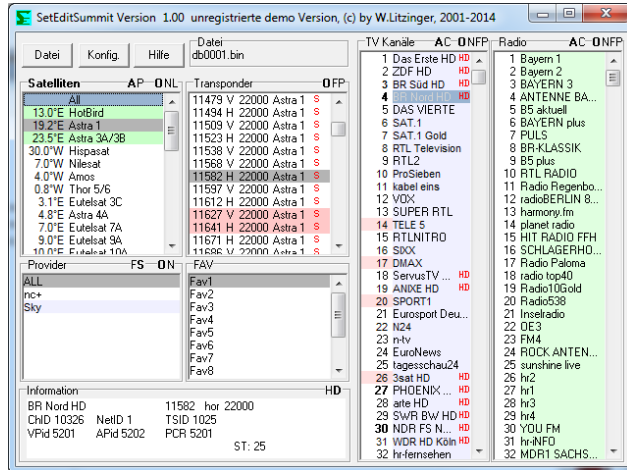 SetEditSummit Version 1.00 unregistrierte demo Version, (c) by W.Litzinger, 2001-2014
Datei
Konfig.
Hilfe
Datei
db0001.bin
Satelliten AP ONL
All
13.0°E HotBird
19.2°E Astra 1
23.5°E Astra 3A/3B
30.0°W Hispasat
7.0°W Nilesat
4.0°W Amos
0.8°W Thor 5/6
3.1°E Eutelsat 3C
4.8°E Astra 4A
7.0°E Eutelsat 7A
9.0°E Eutelsat 9A
10.0°E Eutelsat 10A
Transponder OFP
11479 V 22000 Astra 1 S
11494 H 22000 Astra 1 S
11509 V 22000 Astra 1 S
11523 H 22000 Astra 1 S
11538 V 22000 Astra 1 S
11568 V 22000 Astra 1 S
11582 H 22000 Astra 1 S
11597 V 22000 Astra 1 S
11612 H 22000 Astra 1 S
11627 V 22000 Astra 1 S
11641 H 22000 Astra 1 S
11671 H 22000 Astra 1 S
11686 V 22000 Astra 1 S
Provider FS ON
ALL
nc+
Sky
FAV
Fav1
Fav2
Fav3
Fav4
Fav5
Fav6
Fav7
Fav8
Information HD
BR Nord HD 11582 hor 22000
ChID 10326 NetID 1 TSID 1025
VPid 5201 APid 5202 PCR 5201
ST: 25
TV Kanäle AC ONFP
1 Das Erste HD HD
2 ZDF HD HD
3 BR Süd HD HD
4 BR Nord HD HD
5 DAS VIERTE
6 SAT.1
7 SAT.1 Gold
8 RTL Television
9 RTL2
10 ProSieben
11 kabel eins
12 VOX
13 SUPER RTL
14 TELE 5
15 RTLNITRO
16 SIXX
17 DMAX
18 ServusTV ... HD
19 ANIXE HD HD
20 SPORT1
21 Eurosport Deu...
22 N24
23 n-tv
24 EuroNews
25 tagesschau24
26 3sat HD HD
27 PHOENIX ... HD
28 arte HD HD
29 SWR BW HD HD
30 NDR FS N... HD
31 WDR HD Köln HD
32 hr-fernsehen
Radio AC ONFP
1 Bayern 1
2 Bayern 2
3 BAYERN 3
4 ANTENNE BA...
5 B5 aktuell
6 BAYERN plus
7 PULS
8 BR-KLASSIK
9 B5 plus
10 RTL RADIO
11 Radio Regenbo...
12 radioBERLIN 8...
13 harmony.fm
14 planet radio
15 HIT RADIO FFH
16 SCHLAGERHO...
17 Radio Paloma
18 radio top40
19 Radio10Gold
20 Radio538
21 Inselradio
22 OE3
23 FM4
24 ROCK ANTEN...
25 sunshine live
26 hr2
27 hr1
28 hr3
29 hr4
30 YOU FM
31 hr-iNFO
32 MDR1 SACHS...